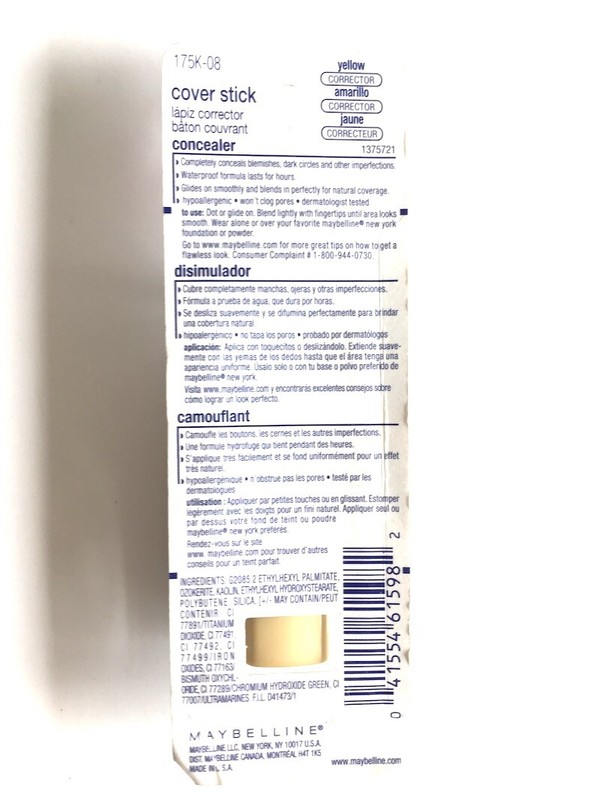 175K-08
yellow
CORRECTOR
amarillo
CORRECTOR
jaune
CORRECTEUR
1375721
cover stick
lápiz corrector
bâton couvrant
concealer
Completely conceals blemishes, dark circles and other imperfections.
Waterproof formula lasts for hours.
Glides on smoothly and blends in perfectly for natural coverage.
hypoallergenic • won't clog pores • dermatologist tested
to use: Dot or glide on. Blend lightly with fingertips until area looks
smooth. Wear alone or over your favorite maybelline® new york
foundation or powder.
Go to www.maybelline.com for more great tips on how to get a
flawless look. Consumer Complaint # 1-800-944-0730.
disimulador
Cubre completamente manchas, ojeras y otras imperfecciones.
Fórmula a prueba de agua, que dura por horas.
Se desliza suavemente y se difumina perfectamente para brindar
una cobertura natural
hipoalergénico • no tapa los poros • probado por dermatólogos
aplicación: Aplica con toquecitos o deslizándolo. Extiende suave-
mente con las yemas de los dedos hasta que el área tenga una
apariencia uniforme. Úsalo solo o con tu base o polvo preferido de
maybelline® new york.
Visita www.maybelline.com y encontrarás excelentes consejos sobre
cómo lograr un look perfecto.
camouflant
Camoufle les boutons, les cernes et les autres imperfections.
Une formule hydrofuge qui tient pendant des heures.
S'applique très facilement et se fond uniformément pour un effet
très naturel.
hypoallergénique • n'obstrue pas les pores • testé par les
dermatologues
utilisation : Appliquer par petites touches ou en glissant. Estomper
légèrement avec les doigts pour un fini naturel. Appliquer seul ou
par dessus votre fond de teint ou poudre
maybelline® new york préférés.
Rendez-vous sur le site
www.maybelline.com pour trouver d'autres
conseils pour un teint parfait.
INGREDIENTS: G2085 2 ETHYLHEXYL PALMITATE,
OZOKERITE, KAOLIN, ETHYLHEXYL HYDROXYSTEARATE,
POLYBUTENE, SILICA, [+/- MAY CONTAIN/PEUT
CONTENIR CI
77891/TITANIUM
DIOXIDE, CI 77491,
CI 77492, CI
77499/IRON
OXIDES, CI 77163/
BISMUTH OXYCHL-
ORIDE, CI 77289/CHROMIUM HYDROXIDE GREEN, CI
77007/ULTRAMARINES F.I.L. D41473/1
0 41554 61598 2
MAYBELLINE®
MAYBELLINE LLC, NEW YORK, NY 10017 U.S.A.
DIST. MAYBELLINE CANADA, MONTRÉAL H4T 1K5
MADE IN U.S.A.
www.maybelline.com